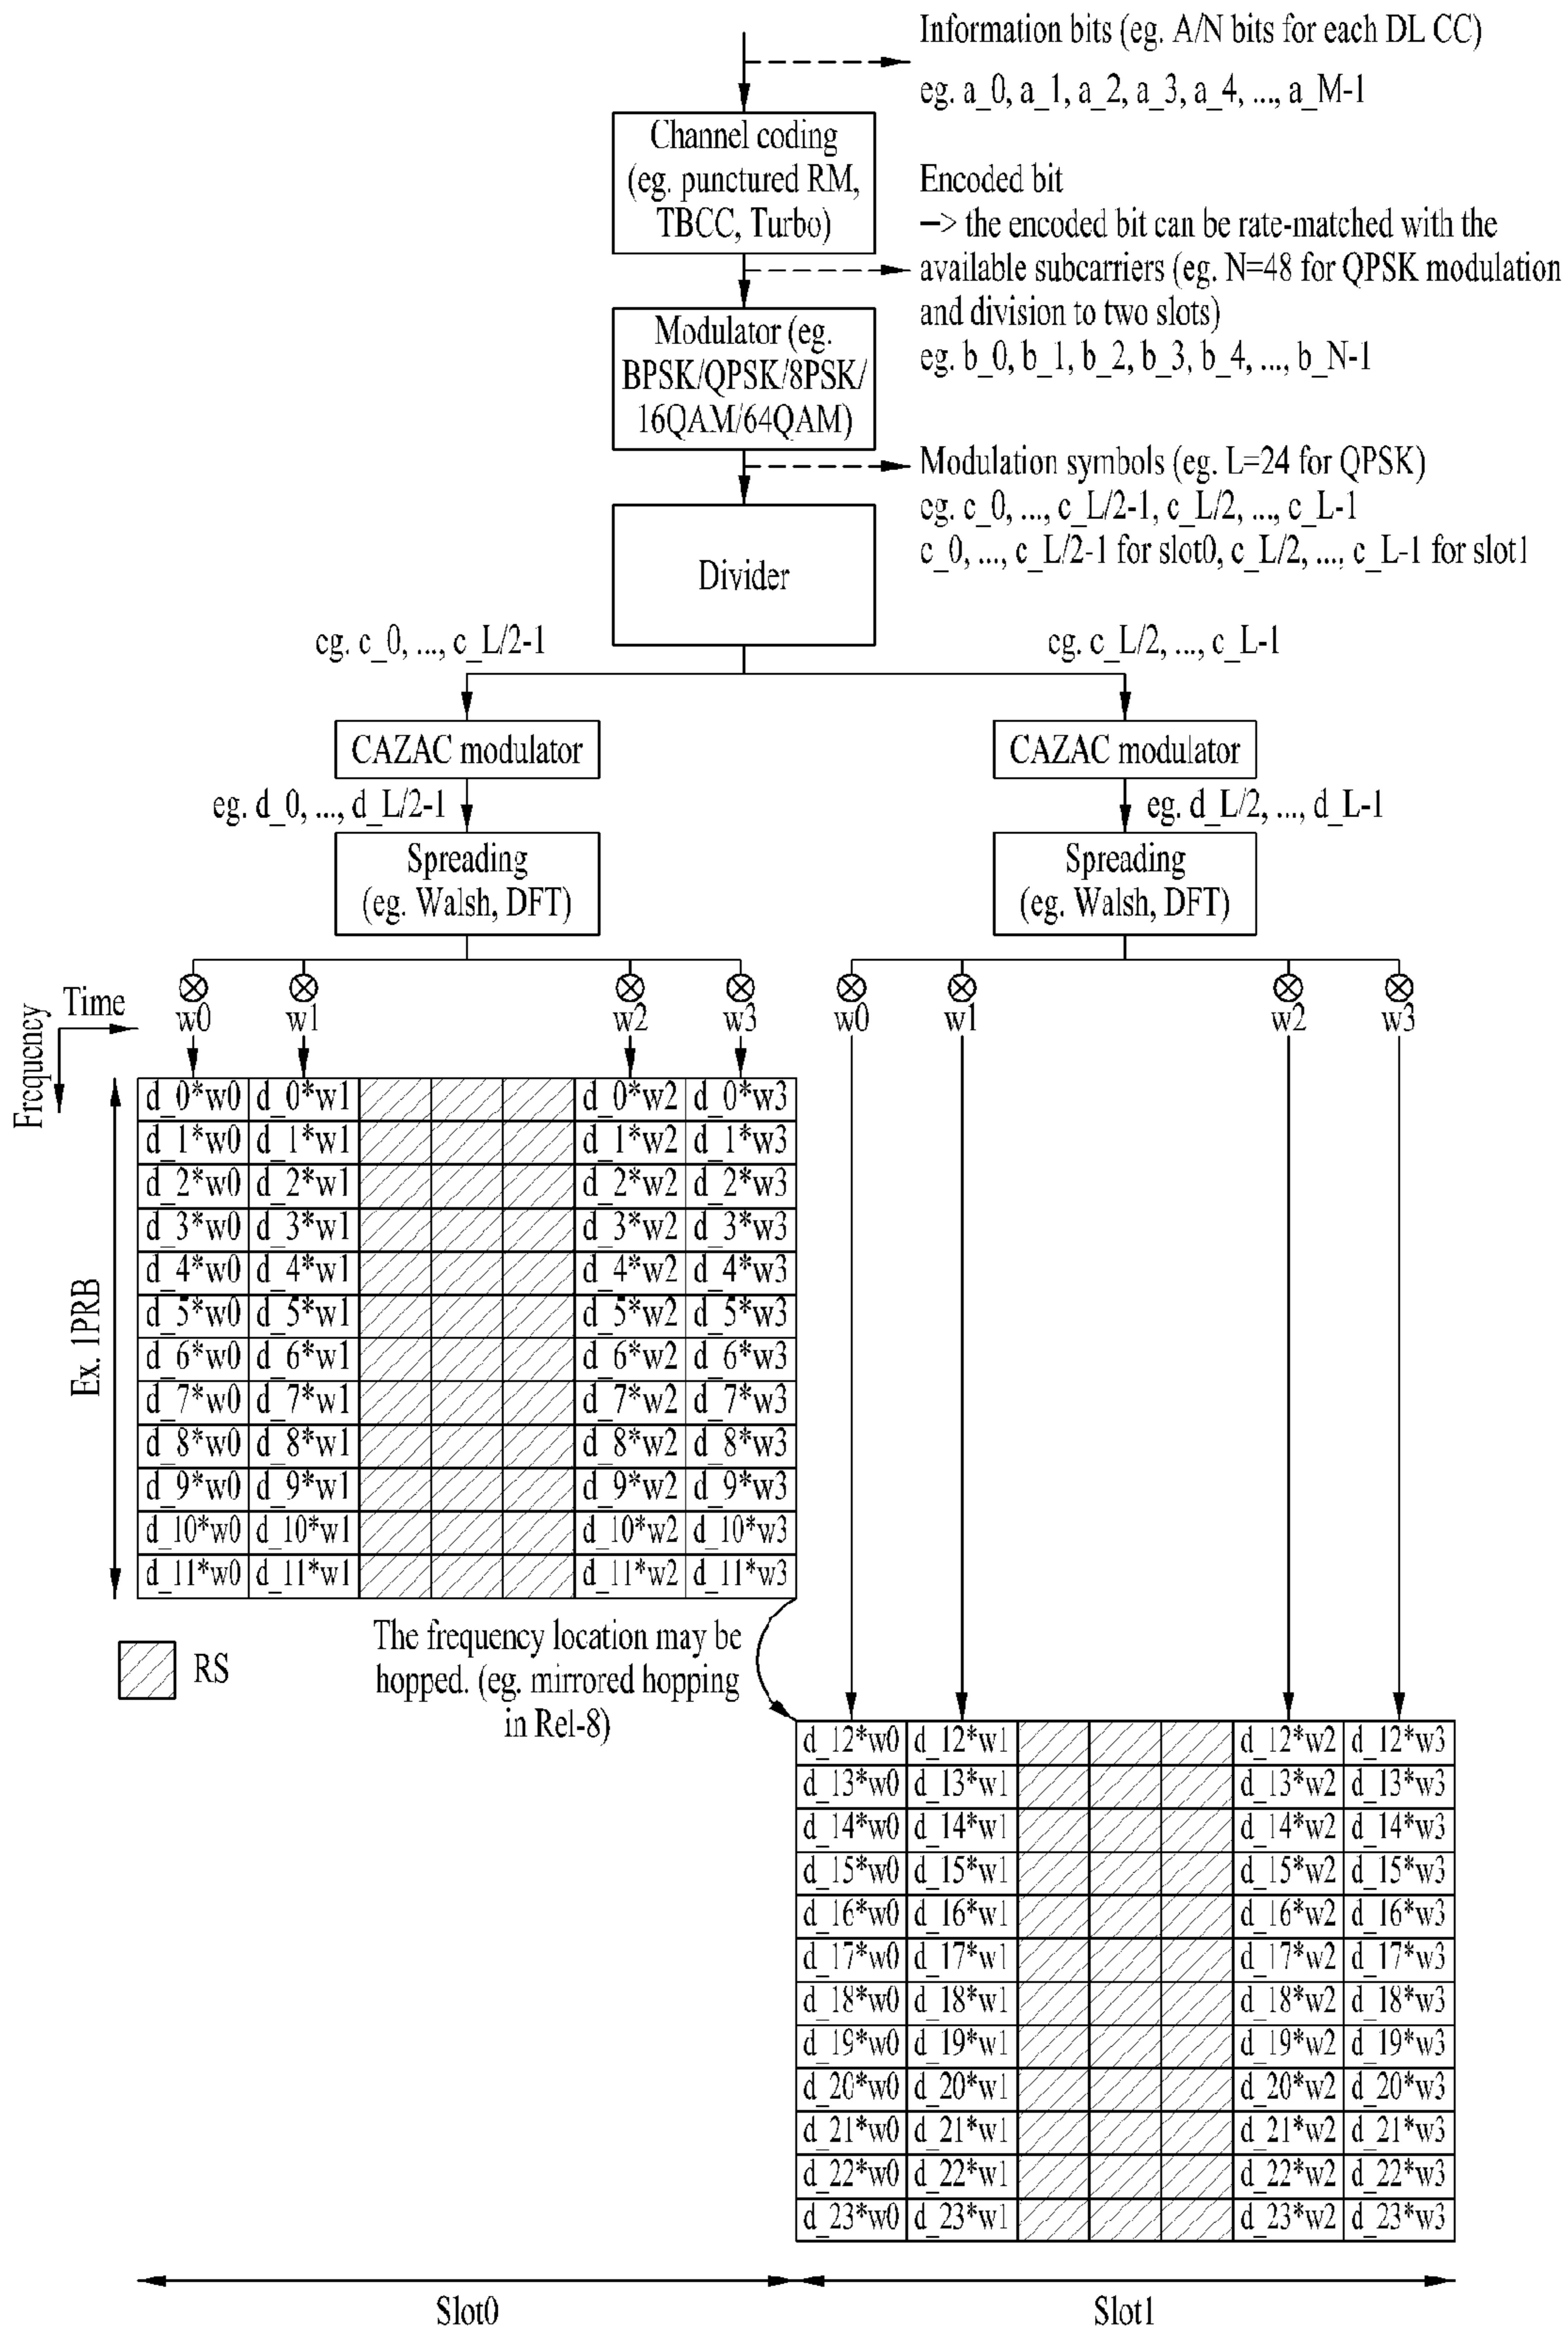 Information bits (eg. A/N bits for each DL CC)
eg. a_0, a_1, a_2, a_3, a_4, ..., a_M-1
Channel coding
(eg. punctured RM,
TBCC, Turbo)
Encoded bit
–> the encoded bit can be rate-matched with the
available subcarriers (eg. N=48 for QPSK modulation
and division to two slots)
eg. b_0, b_1, b_2, b_3, b_4, ..., b_N-1
Modulator (eg.
BPSK/QPSK/8PSK/
16QAM/64QAM)
Modulation symbols (eg. L=24 for QPSK)
eg. c_0, ..., c_L/2-1, c_L/2, ..., c_L-1
c_0, ..., c_L/2-1 for slot0, c_L/2, ..., c_L-1 for slot1
Divider
eg. c_0, ..., c_L/2-1
eg. c_L/2, ..., c_L-1
CAZAC modulator
CAZAC modulator
eg. d_0, ..., d_L/2-1
eg. d_L/2, ..., d_L-1
Spreading
(eg. Walsh, DFT)
Spreading
(eg. Walsh, DFT)
Time
Frequency
w0 w1 w2 w3 w0 w1 w2 w3
d_0*w0 d_0*w1 d_0*w2 d_0*w3
d_1*w0 d_1*w1 d_1*w2 d_1*w3
d_2*w0 d_2*w1 d_2*w2 d_2*w3
d_3*w0 d_3*w1 d_3*w2 d_3*w3
d_4*w0 d_4*w1 d_4*w2 d_4*w3
d_5*w0 d_5*w1 d_5*w2 d_5*w3
d_6*w0 d_6*w1 d_6*w2 d_6*w3
d_7*w0 d_7*w1 d_7*w2 d_7*w3
d_8*w0 d_8*w1 d_8*w2 d_8*w3
d_9*w0 d_9*w1 d_9*w2 d_9*w3
d_10*w0 d_10*w1 d_10*w2 d_10*w3
d_11*w0 d_11*w1 d_11*w2 d_11*w3
Ex. 1PRB
RS
The frequency location may be
hopped. (eg. mirrored hopping
in Rel-8)
d_12*w0 d_12*w1 d_12*w2 d_12*w3
d_13*w0 d_13*w1 d_13*w2 d_13*w3
d_14*w0 d_14*w1 d_14*w2 d_14*w3
d_15*w0 d_15*w1 d_15*w2 d_15*w3
d_16*w0 d_16*w1 d_16*w2 d_16*w3
d_17*w0 d_17*w1 d_17*w2 d_17*w3
d_18*w0 d_18*w1 d_18*w2 d_18*w3
d_19*w0 d_19*w1 d_19*w2 d_19*w3
d_20*w0 d_20*w1 d_20*w2 d_20*w3
d_21*w0 d_21*w1 d_21*w2 d_21*w3
d_22*w0 d_22*w1 d_22*w2 d_22*w3
d_23*w0 d_23*w1 d_23*w2 d_23*w3
Slot0
Slot1